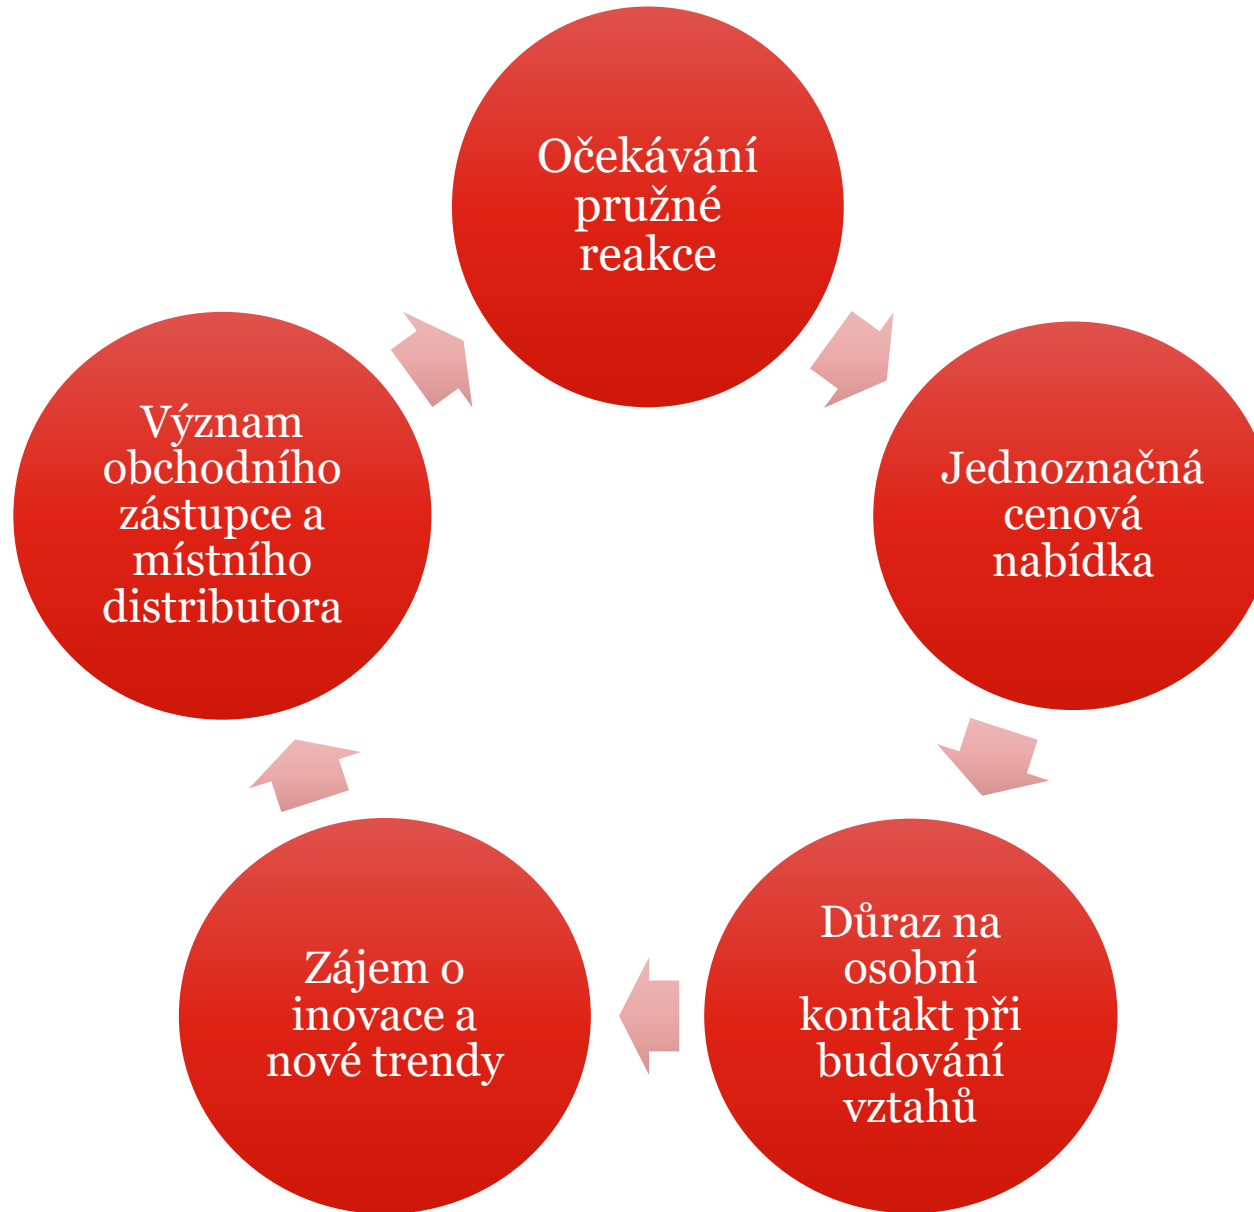 Očekávání
pružné
reakce
Jednoznačná
cenová
nabídka
Důraz na
osobní
kontakt při
budování
vztahů
Zájem o
inovace a
nové trendy
Význam
obchodního
zástupce a
místního
distributora